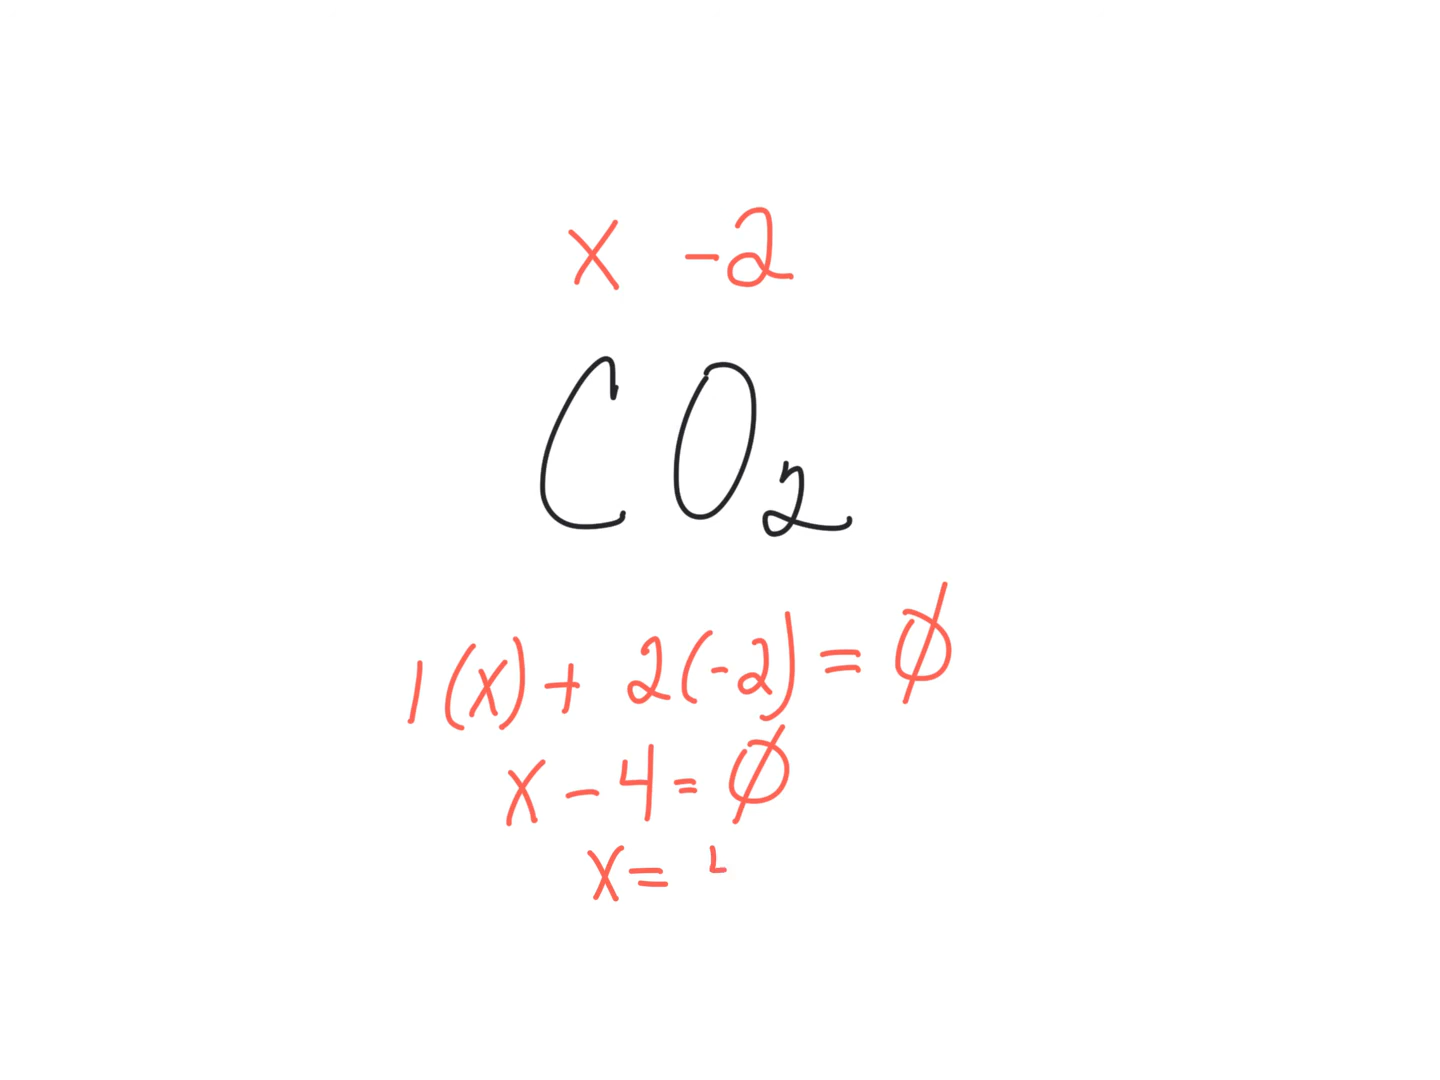 x -2
CO₂
1(x) + 2(-2) = ∅
x - 4 = ∅
x =